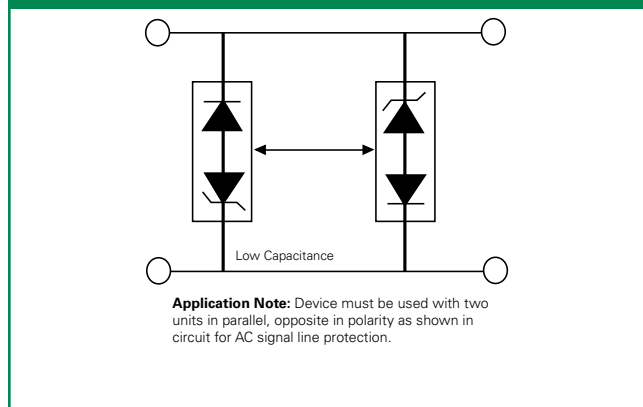 Low Capacitance
Application Note: Device must be used with two
units in parallel, opposite in polarity as shown in
circuit for AC signal line protection.